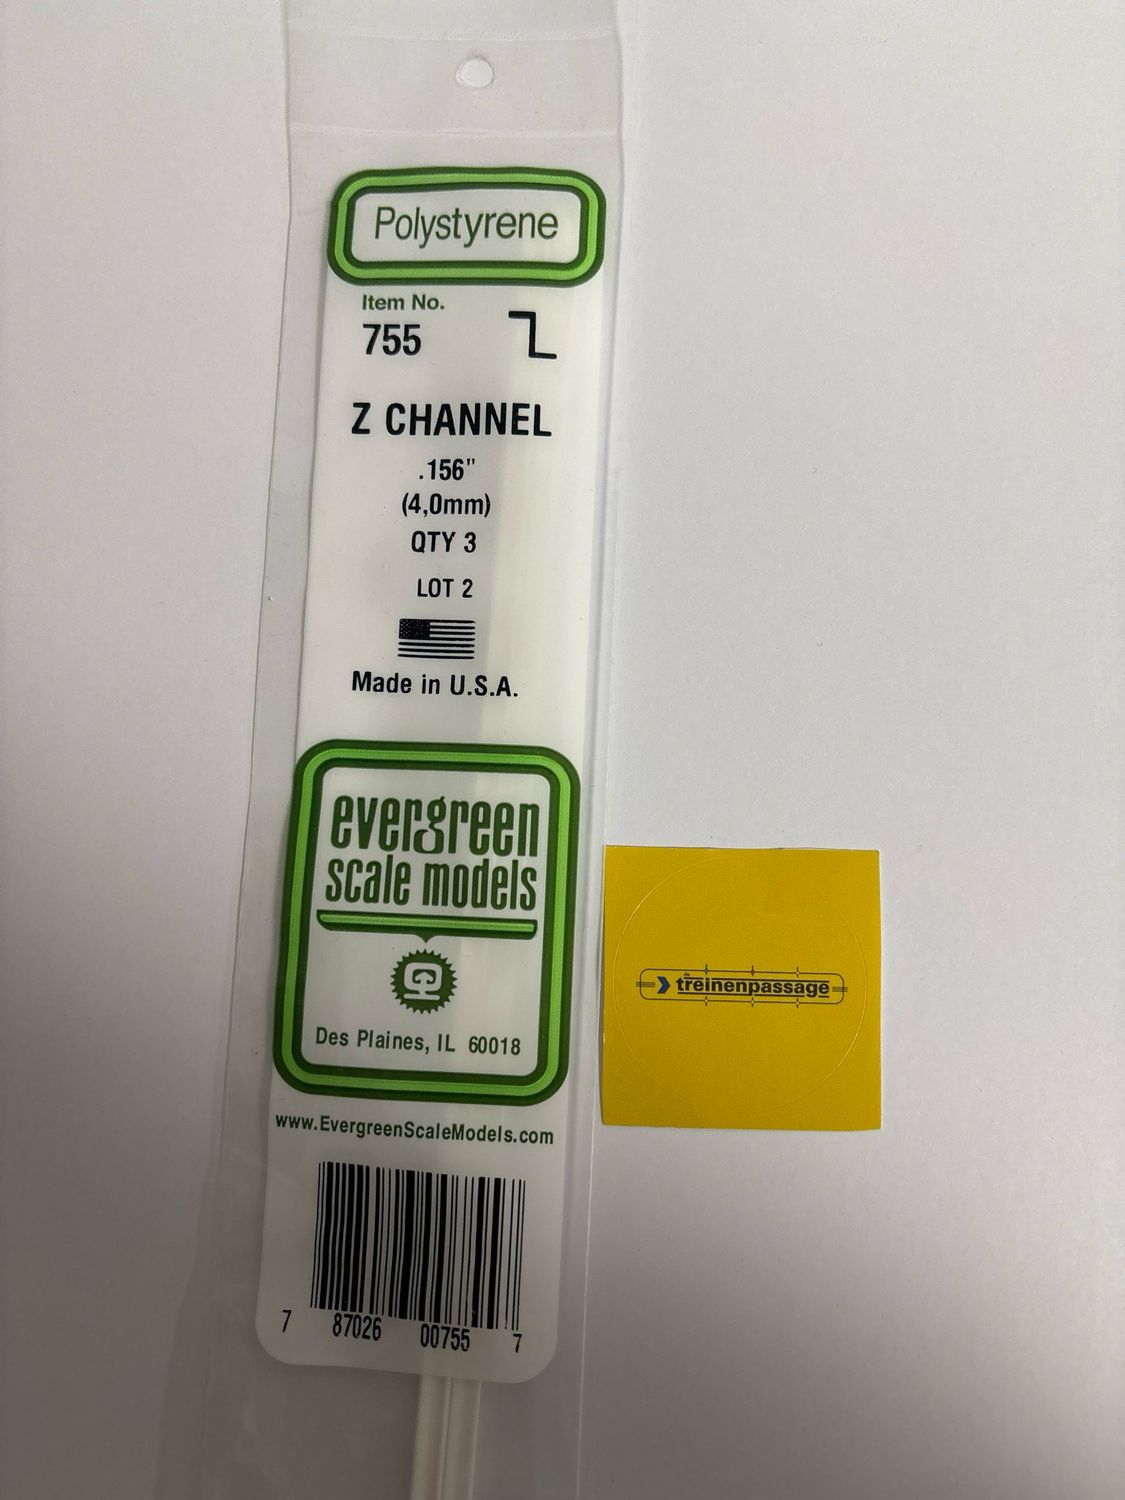 Polystyrene
Item No.
755
Z CHANNEL
.156"
(4,0mm)
QTY 3
LOT 2
Made in U.S.A.
evergreen
scale models
Des Plaines, IL 60018
www.EvergreenScaleModels.com
7 87026 00755 7
de
treinenpassage